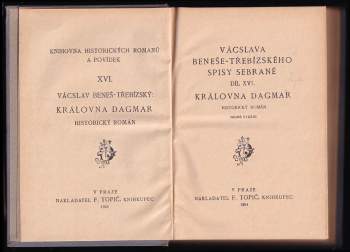 KNIHOVNA HISTORICKÝCH ROMANŮ
A POVÍDEK
XVI.
VÁCSLAV BENEŠ-TŘEBÍZSKÝ:
KRÁLOVNA DAGMAR
HISTORICKÝ ROMÁN
V PRAZE
NAKLADATEL F. TOPIČ, KNIHKUPEC
VÁCSLAVA
BENEŠE-TŘEBÍZSKÉHO
SPISY SEBRANÉ
DÍL XVI.
KRÁLOVNA DAGMAR
HISTORICKÝ ROMÁN
V PRAZE
NAKLADATEL F. TOPIČ, KNIHKUPEC